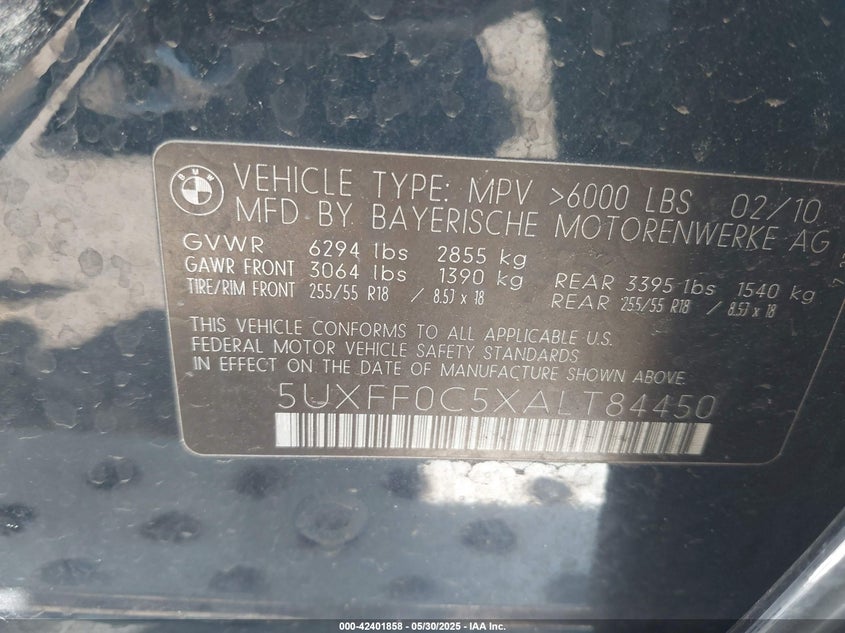 BMW
VEHICLE TYPE: MPV >6000 LBS 02/10
MFD BY BAYERISCHE MOTORENWERKE AG
GVWR 6294 lbs 2855 kg
GAWR FRONT 3064 lbs 1390 kg REAR 3395 lbs 1540 kg
TIRE/RIM FRONT 255/55 R18 / 8.5J x 18 REAR 255/55 R18 / 8.5J x 18
THIS VEHICLE CONFORMS TO ALL APPLICABLE U.S.
FEDERAL MOTOR VEHICLE SAFETY STANDARDS
IN EFFECT ON THE DATE OF MANUFACTURE SHOWN ABOVE.
5UXFF0C5XALT84450
000-42401858 - 05/30/2025 - IAA Inc.